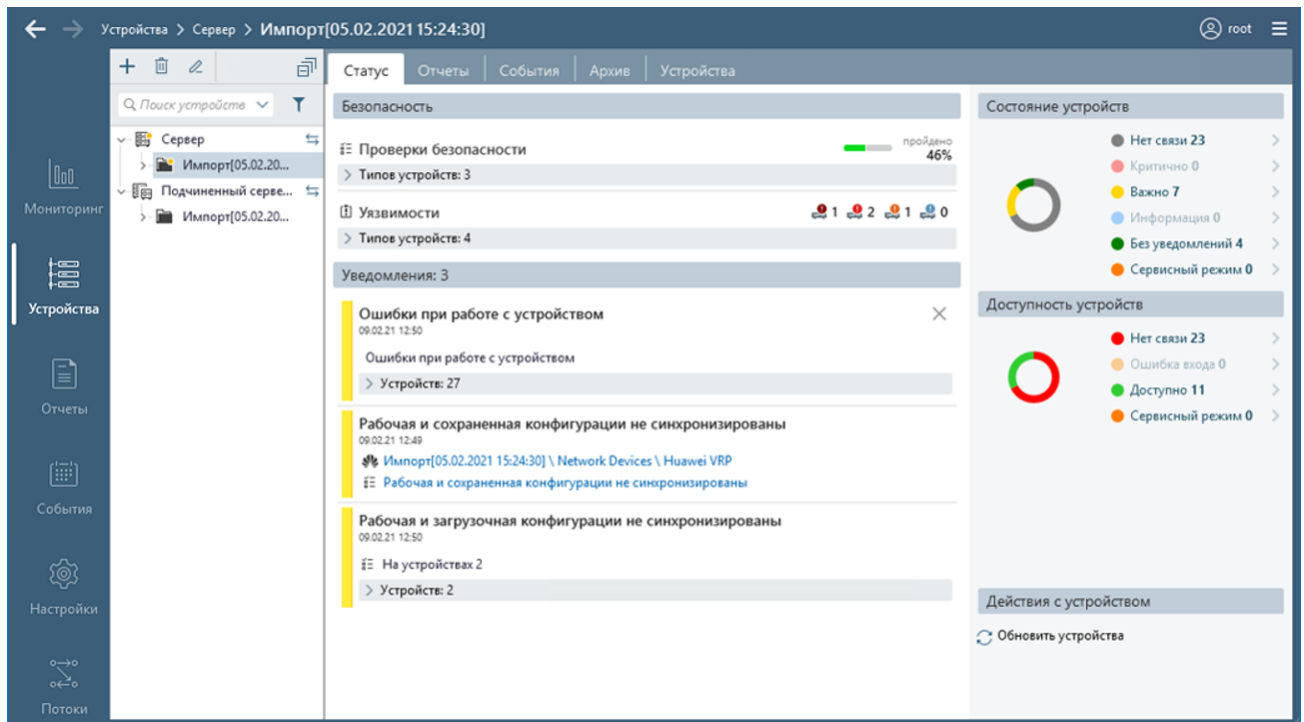 Устройства > Сервер > Импорт[05.02.2021 15:24:30]
root
Мониторинг
Устройства
Отчеты
События
Настройки
Потоки
Поиск устройств
Сервер
Импорт[05.02.20...
Подчиненный серве...
Импорт[05.02.20...
Статус Отчеты События Архив Устройства
Безопасность
Проверки безопасности
пройдено
46%
Типов устройств: 3
Уязвимости 1 2 1 0
Типов устройств: 4
Уведомления: 3
Ошибки при работе с устройством
09.02.21 12:50
Ошибки при работе с устройством
Устройств: 27
Рабочая и сохраненная конфигурации не синхронизированы
09.02.21 12:49
Импорт[05.02.2021 15:24:30] \ Network Devices \ Huawei VRP
Рабочая и сохраненная конфигурации не синхронизированы
Рабочая и загрузочная конфигурации не синхронизированы
09.02.21 12:50
На устройствах 2
Устройств: 2
Состояние устройств
Нет связи 23
Критично 0
Важно 7
Информация 0
Без уведомлений 4
Сервисный режим 0
Доступность устройств
Нет связи 23
Ошибка входа 0
Доступно 11
Сервисный режим 0
Действия с устройством
Обновить устройства